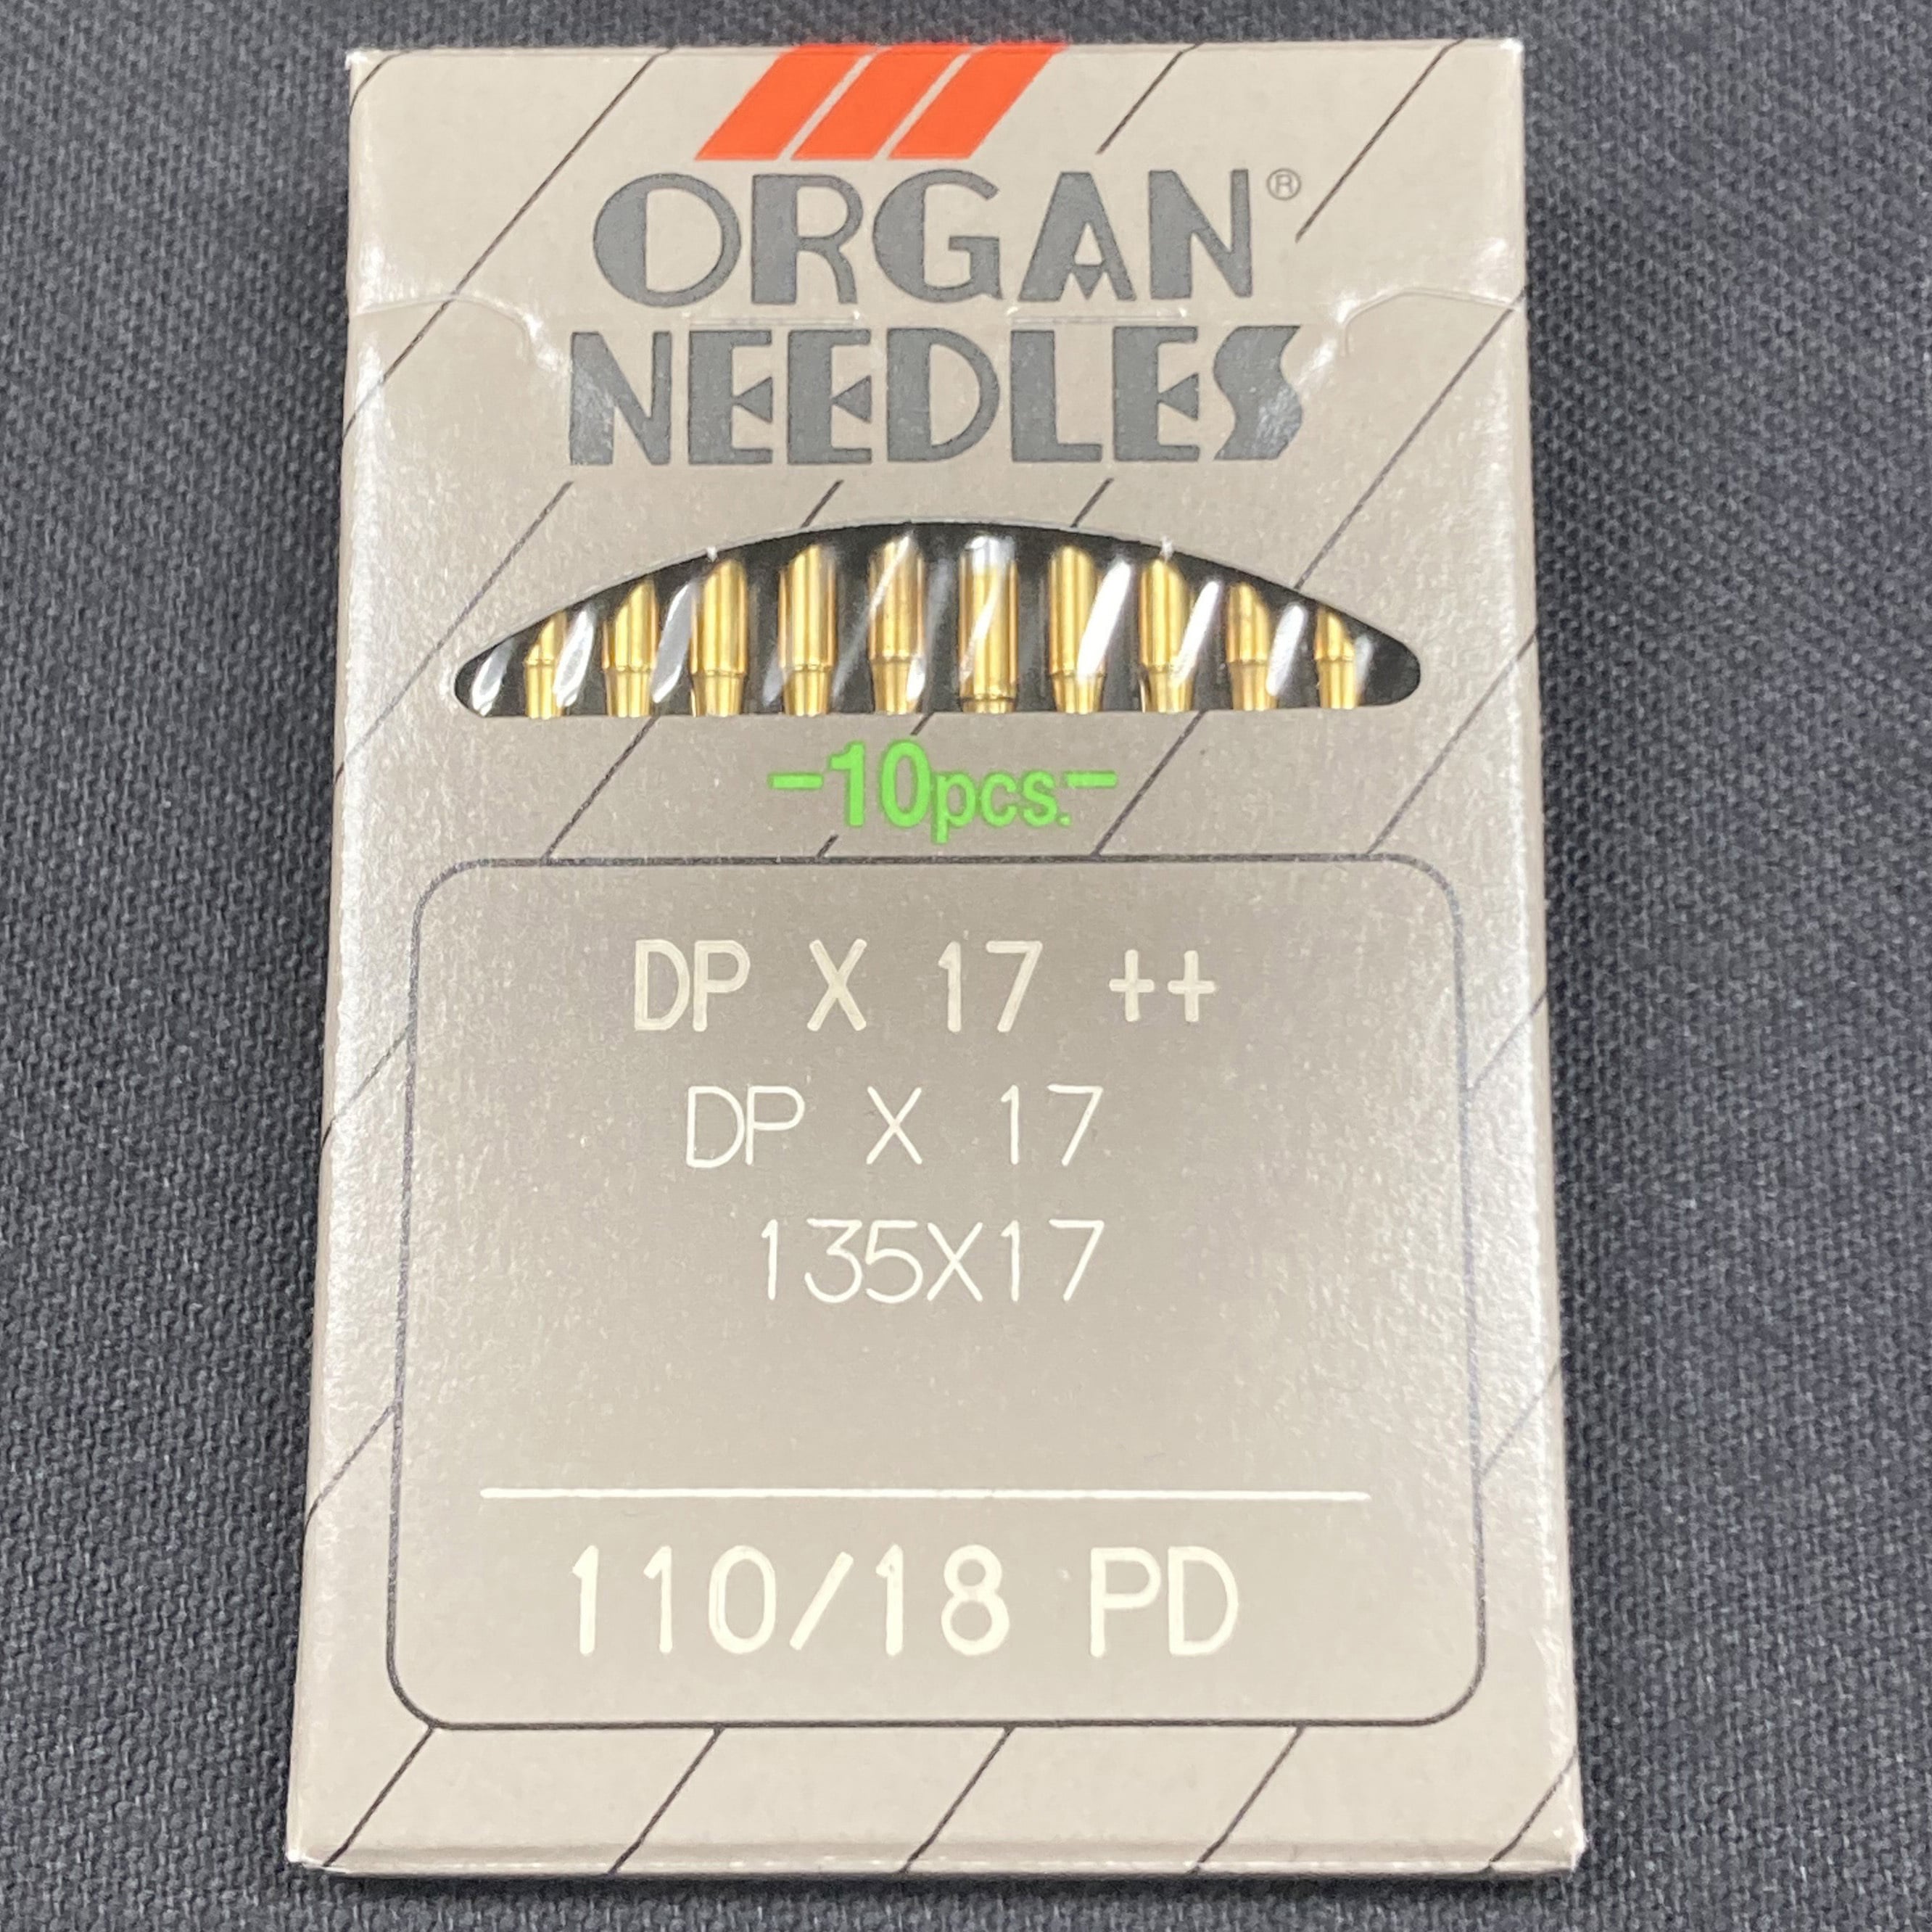 ORGAN®
NEEDLES
-10pcs.-
DP X 17 ++
DP X 17
135X17
110/18 PD